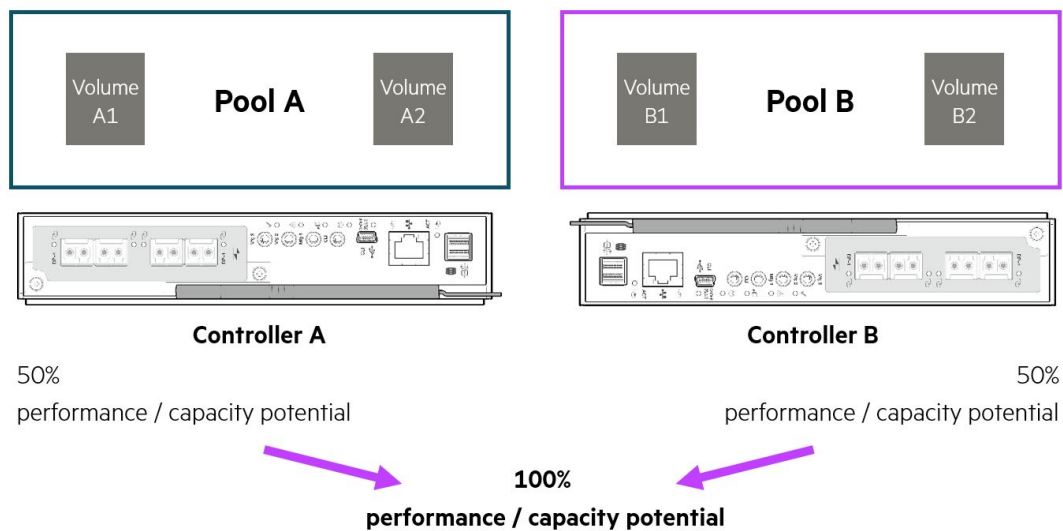 Volume
A1
Pool A
Volume
A2
Volume
B1
Pool B
Volume
B2
Controller A
Controller B
50%
performance / capacity potential
50%
performance / capacity potential
100%
performance / capacity potential